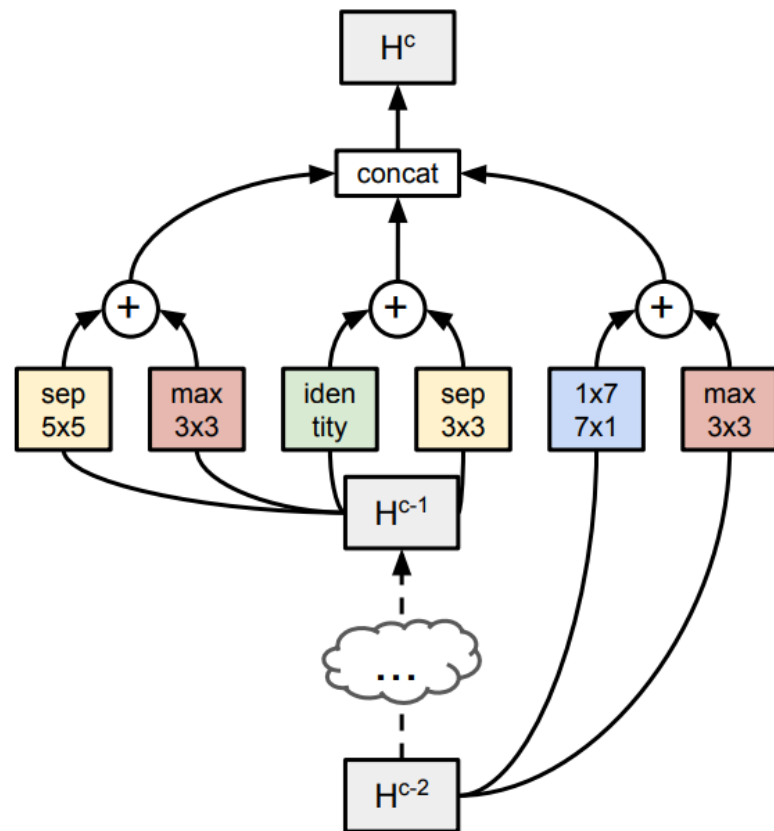 H^c
concat
+ + +
sep 5x5
max 3x3
iden tity
sep 3x3
1x7 7x1
max 3x3
H^c-1
...
H^c-2